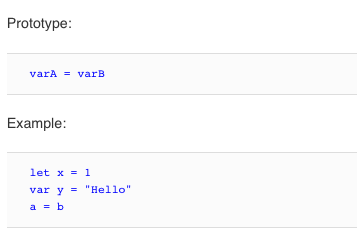 Prototype:
varA = varB
Example:
let x = 1
var y = "Hello"
a = b